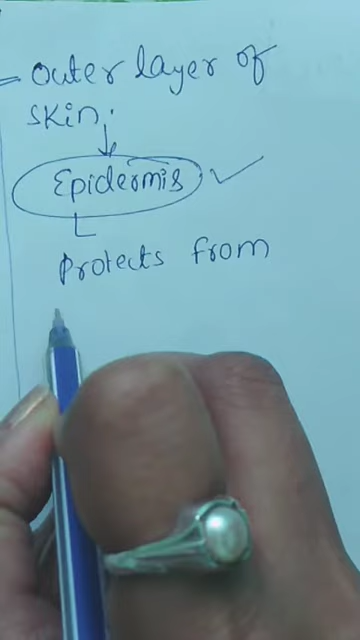 = Outer layer of
skin.
Epidermis
Protects from